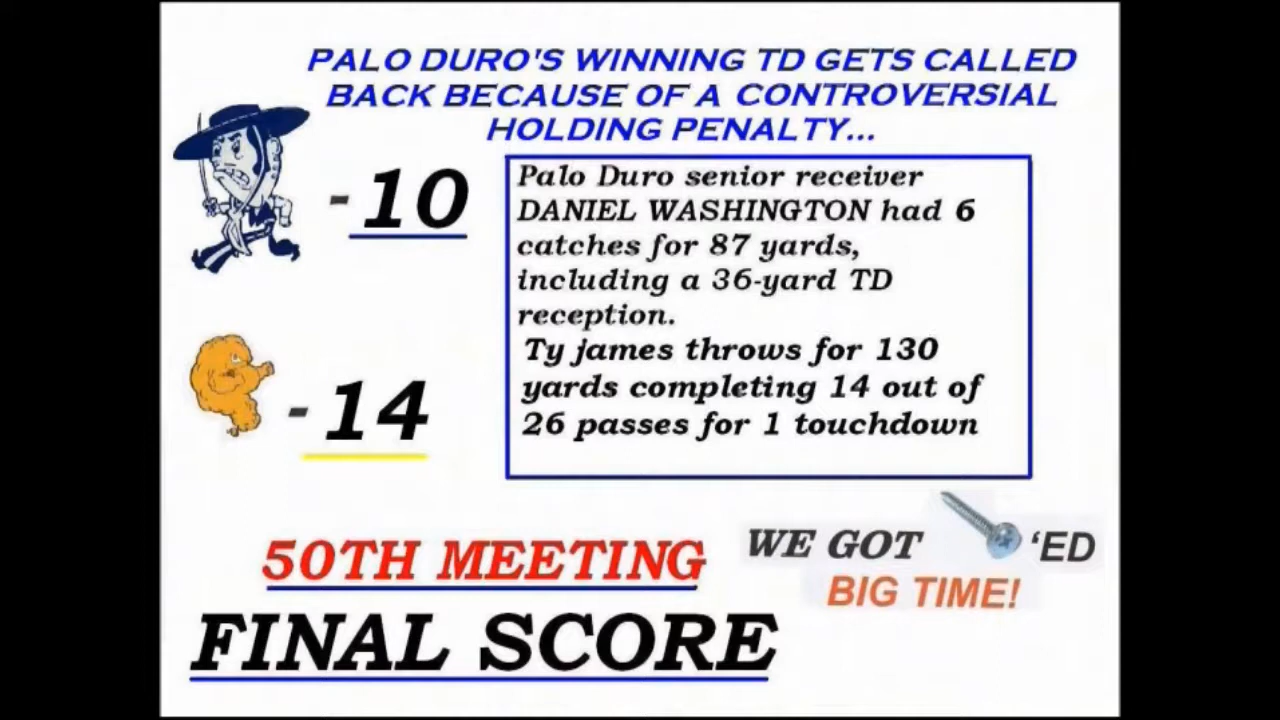 PALO DURO'S WINNING TD GETS CALLED
BACK BECAUSE OF A CONTROVERSIAL
HOLDING PENALTY...
-10
Palo Duro senior receiver
DANIEL WASHINGTON had 6
catches for 87 yards,
including a 36-yard TD
reception.
Ty james throws for 130
yards completing 14 out of
26 passes for 1 touchdown
-14
WE GOT 'ED
BIG TIME!
50TH MEETING
FINAL SCORE